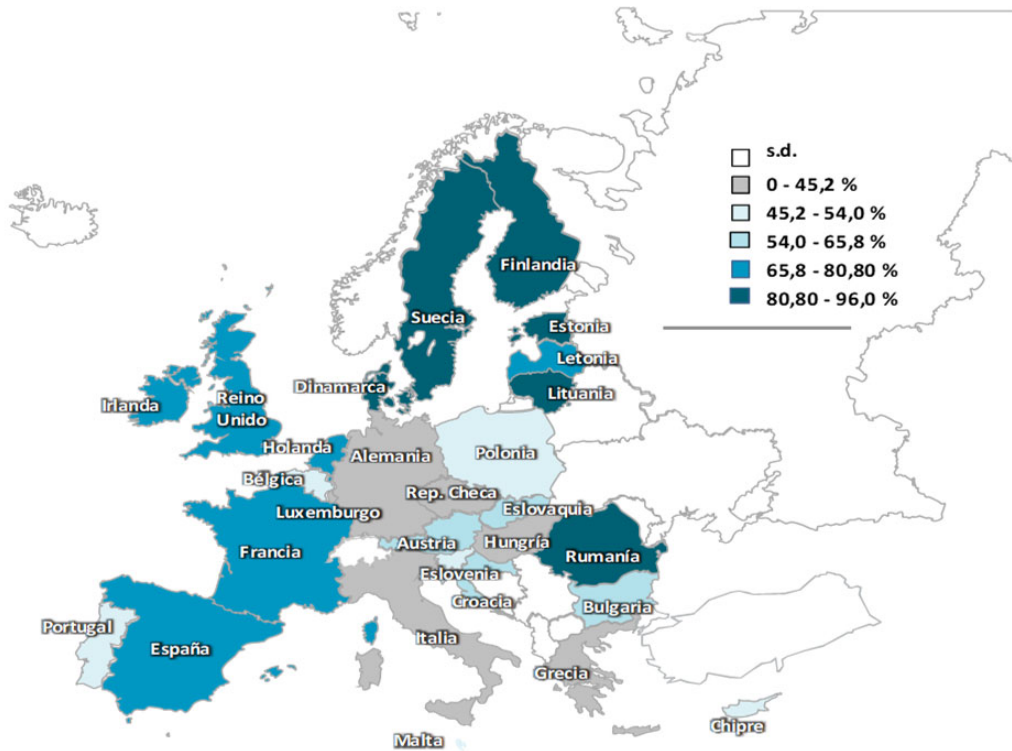 s.d.
0 - 45,2 %
45,2 - 54,0 %
54,0 - 65,8 %
65,8 - 80,80 %
80,80 - 96,0 %
Finlandia
Suecia
Estonia
Letonia
Dinamarca
Lituania
Irlanda
Reino
Unido
Holanda
Alemania
Polonia
Bélgica
Rep. Checa
Luxemburgo
Eslovaquia
Francia
Austria
Hungría
Rumanía
Eslovenia
Croacia
Bulgaria
Portugal
España
Italia
Grecia
Chipre
Malta